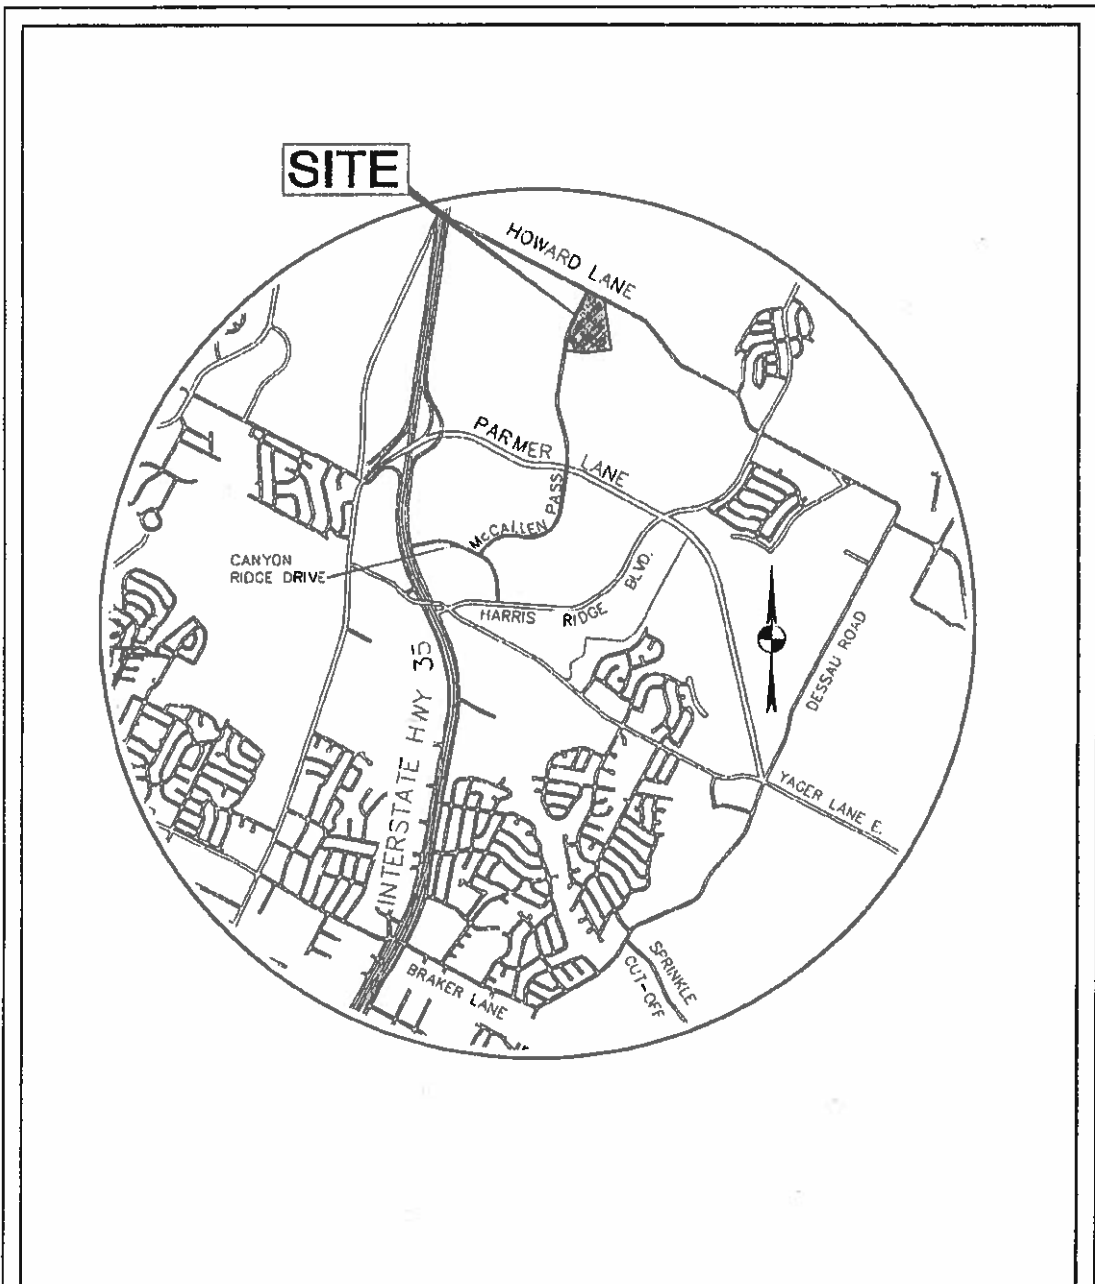 SITE
HOWARD LANE
PARMER LANE
McCALLEN PASS
CANYON
RIDGE DRIVE
HARRIS RIDGE BLVD.
INTERSTATE HWY 35
DESSAU ROAD
YAGER LANE E.
SPRINKLE
CUT-OFF
BRAKER LANE